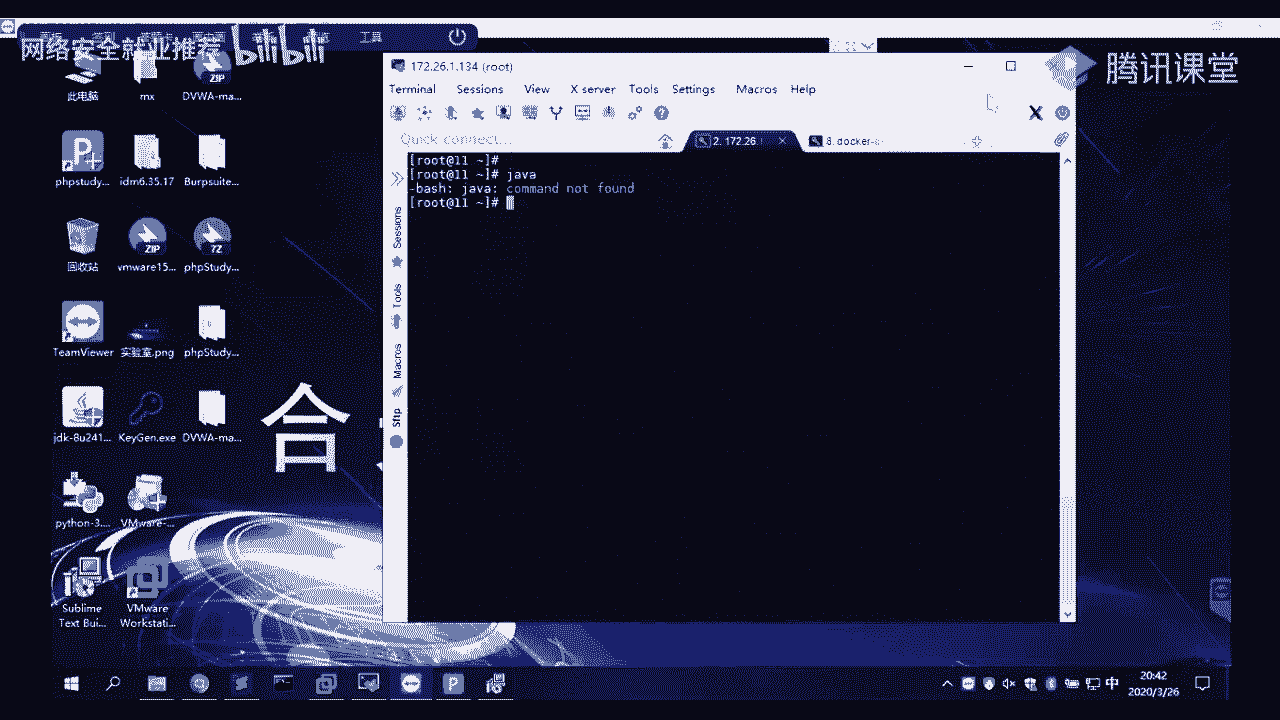 工具
网络安全就业推荐 bilibili
腾讯课堂
172.26.1.134 (root)
Terminal Sessions View X server Tools Settings Macros Help
Quick connect...
2. 172.26.1
8. docker-
[root@11 ~]#
[root@11 ~]# java
-bash: java: command not found
[root@11 ~]#
Sessions
Tools
Macros
Sftp
此电脑
mx
DVWA-ma...
phpstudy...
idm6.35.17
Burpsuite...
回收站
vmware15...
phpStudy...
TeamViewer
实验室.png
phpStudy...
jdk-8u241...
KeyGen.exe
DVWA-ma...
python-3....
VMware-...
Sublime
Text Bui...
VMware
Workstati...
合
中
20:42
2020/3/26